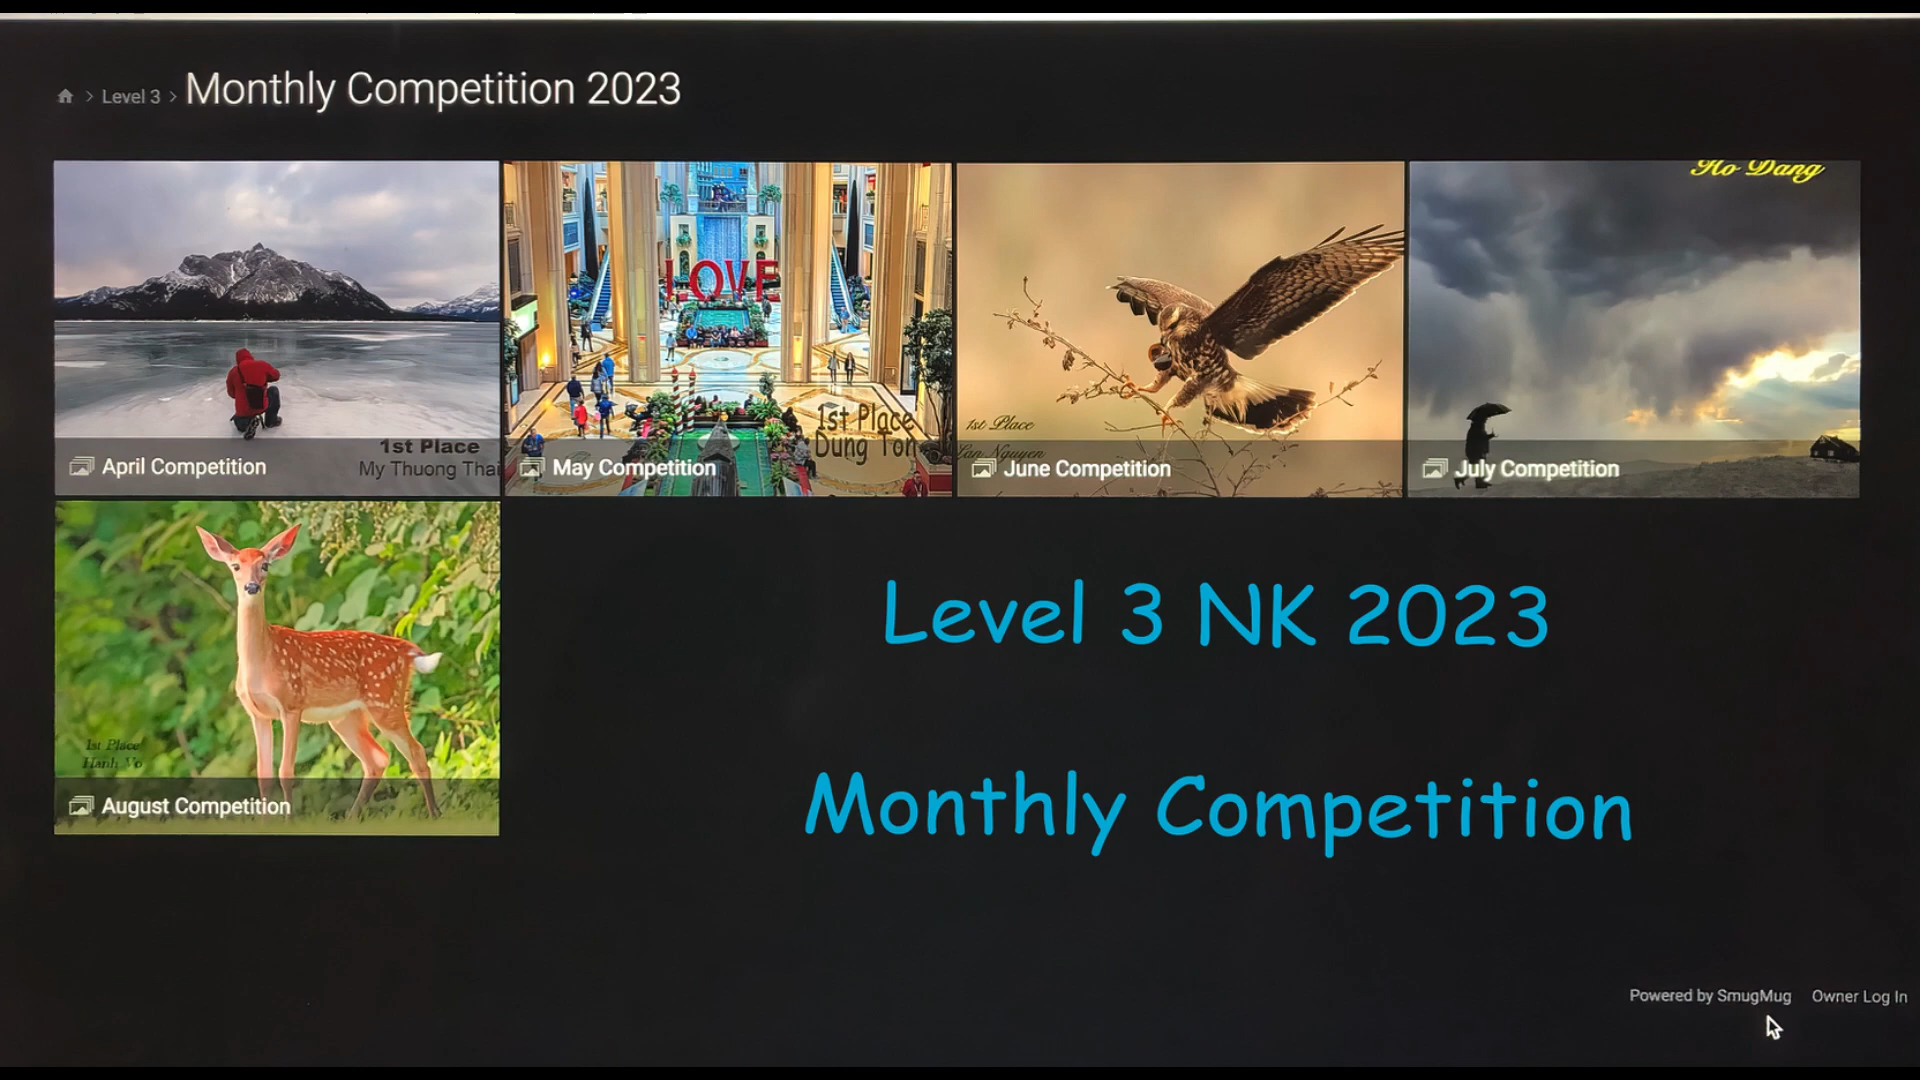 > Level 3 > Monthly Competition 2023
Ho Dang
LOVE
1st Place
My Thuong Thai
April Competition
1st Place
Dung Ton
May Competition
1st Place
Lan Nguyen
June Competition
July Competition
1st Place
Hanh Vo
August Competition
Level 3 NK 2023
Monthly Competition
Powered by SmugMug Owner Log In